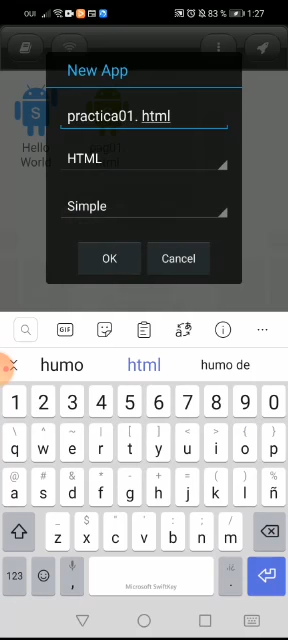 OUI 83 % 1:27
New App
practica01. html
HTML
Simple
OK Cancel
S
Hello
World
GIF
humo html humo de
1 2 3 4 5 6 7 8 9 0
\ ^ ~ | [ ] < > { }
q w e r t y u i o p
@ # & * - + = ( )
a s d f g h j k l ñ
_ $ " ' : ; /
z x c v b n m
123 , Microsoft SwiftKey .